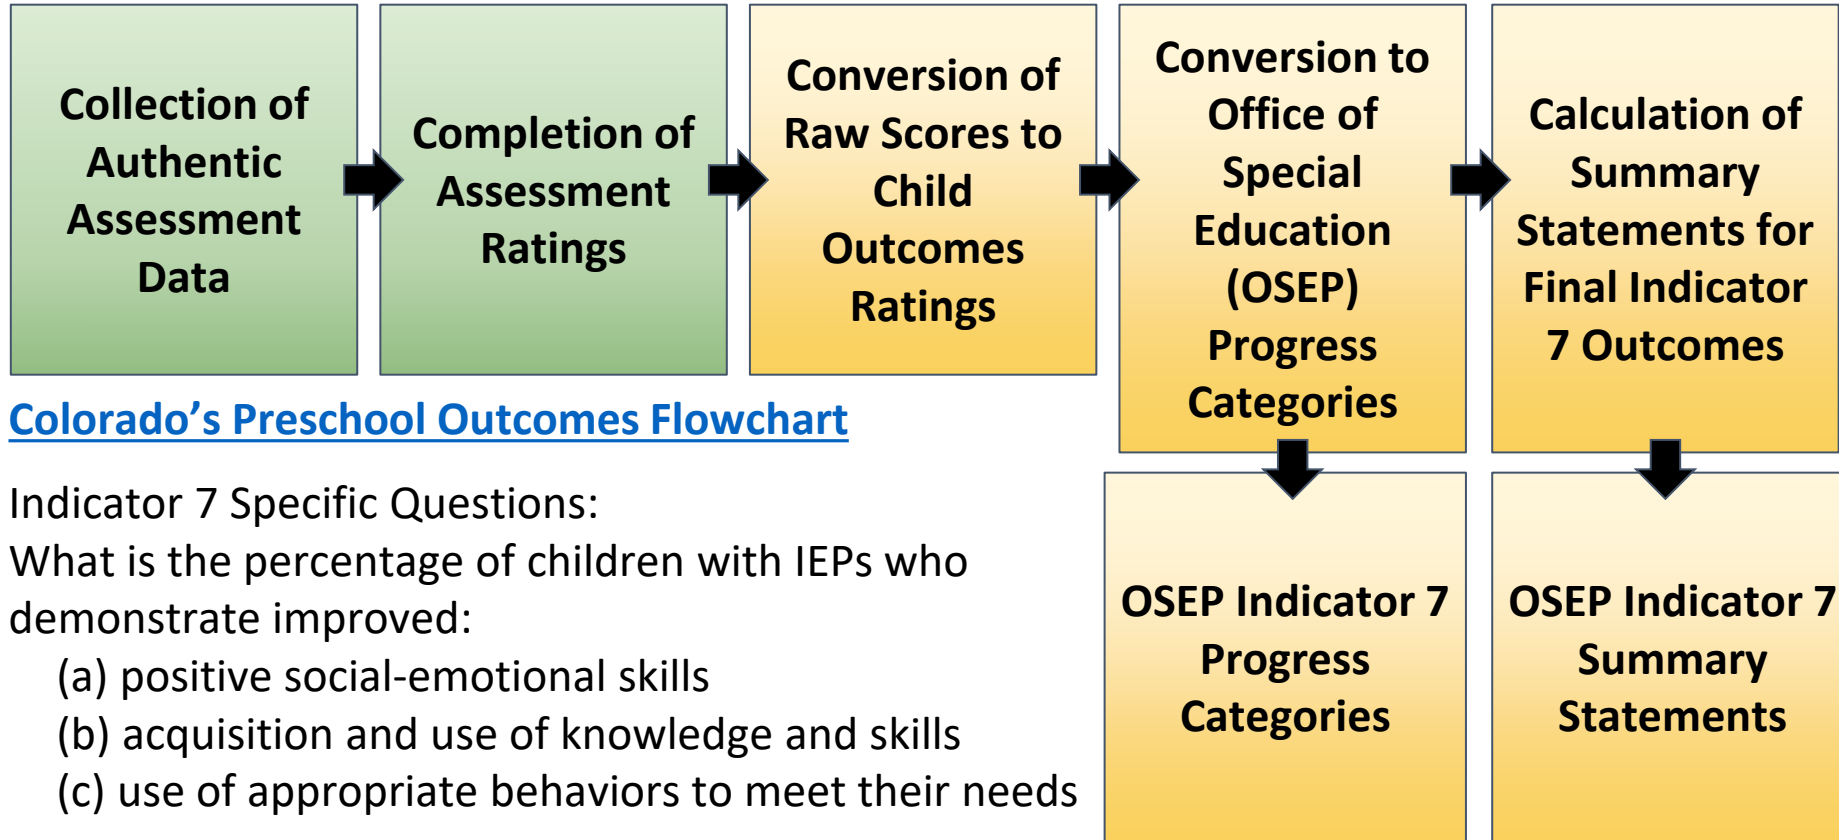 Collection of
Authentic
Assessment
Data
Completion of
Assessment
Ratings
Conversion of
Raw Scores to
Child
Outcomes
Ratings
Conversion to
Office of
Special
Education
(OSEP)
Progress
Categories
Calculation of
Summary
Statements for
Final Indicator
7 Outcomes
Colorado’s Preschool Outcomes Flowchart
Indicator 7 Specific Questions:
What is the percentage of children with IEPs who
demonstrate improved:
(a) positive social-emotional skills
(b) acquisition and use of knowledge and skills
(c) use of appropriate behaviors to meet their needs
OSEP Indicator 7
Progress
Categories
OSEP Indicator 7
Summary
Statements